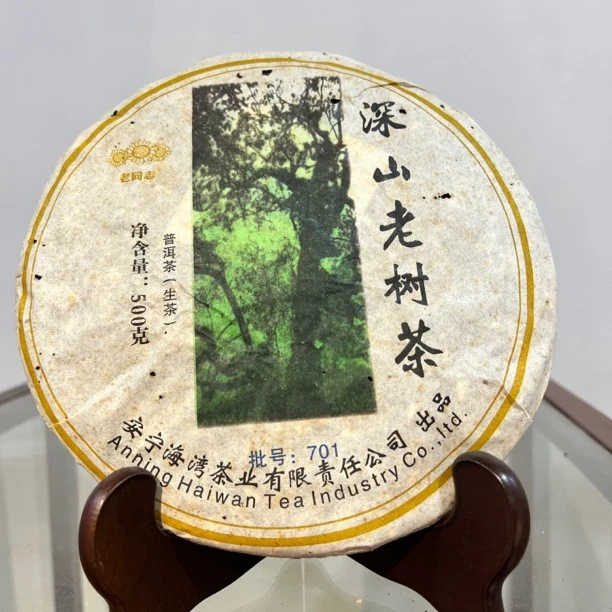 深山老树茶
老同志
普洱茶(生茶).
净含量：500克
批号：701
安宁海湾茶业有限责任公司 出品
Anning Haiwan Tea Industry Co.,ltd.